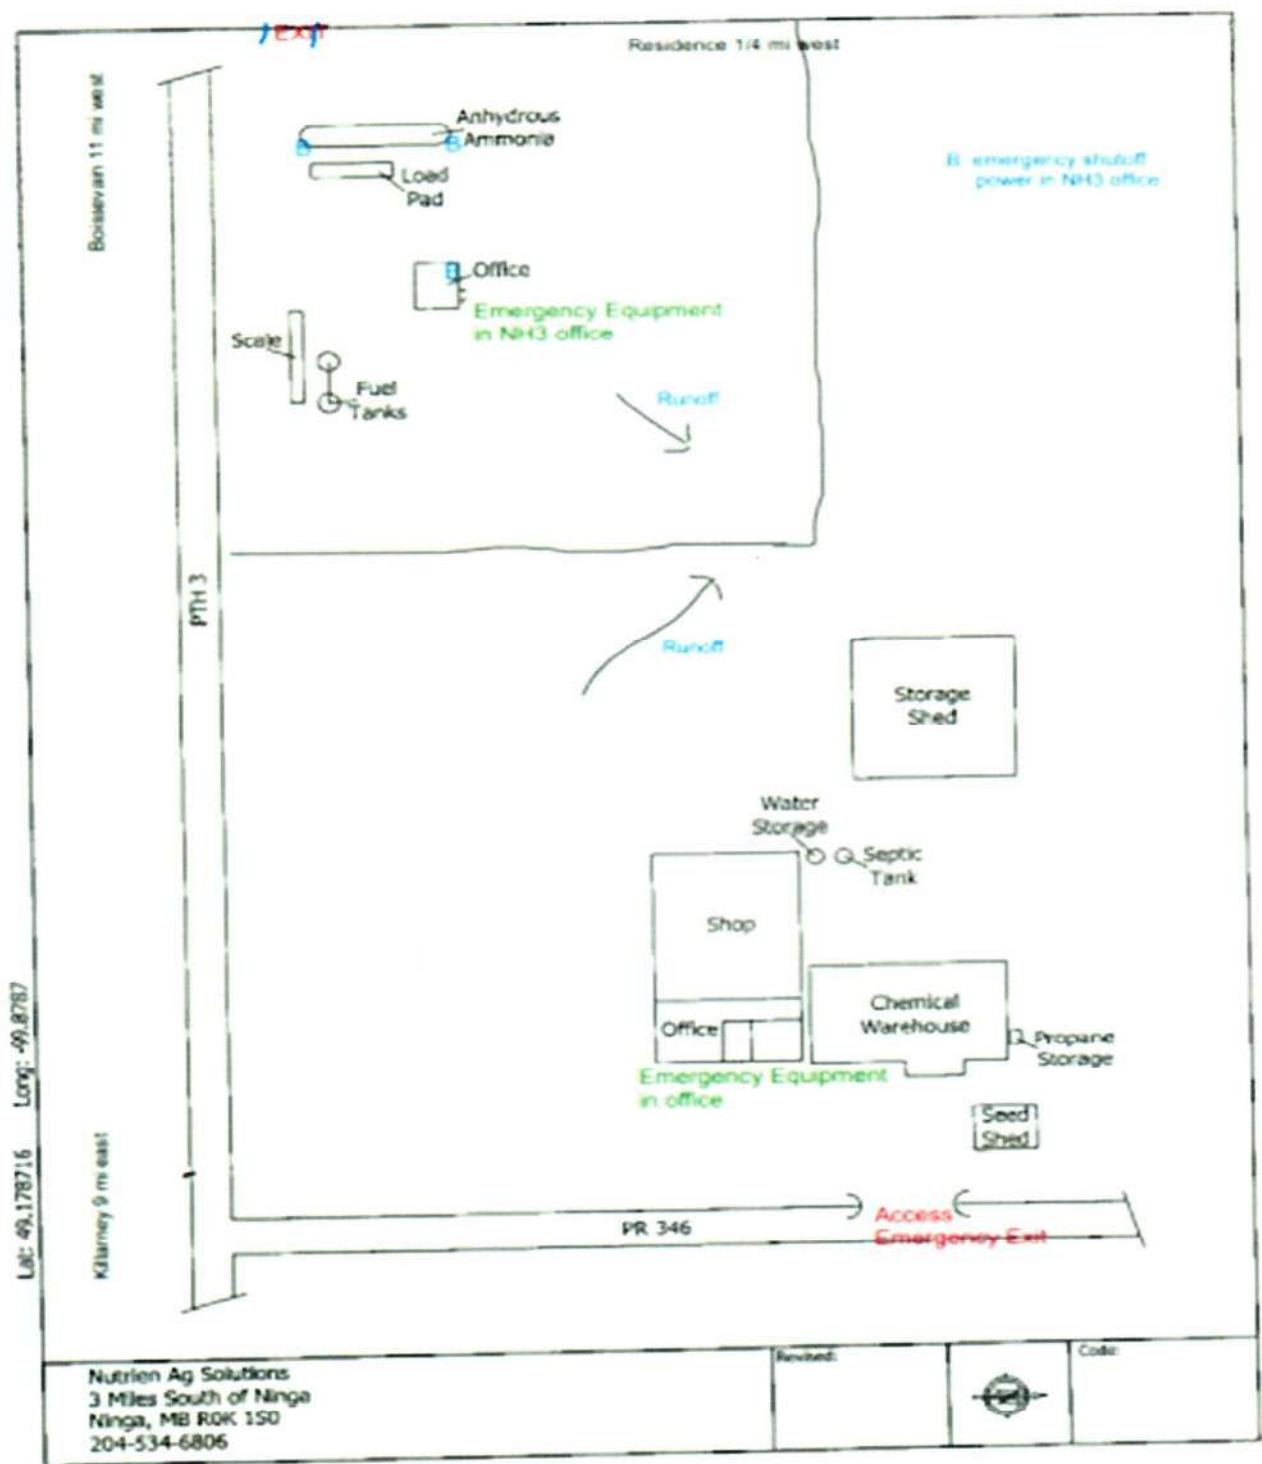 EXIT
Residence 1/4 mi west
Boissevain 11 mi west
Anhydrous
Ammonia
B
B
Load
Pad
B emergency shutoff
power in NH3 office
B
Office
Emergency Equipment
in NH3 office
Scale
Fuel
Tanks
Runoff
PTH 3
Runoff
Storage
Shed
Water
Storage
Septic
Tank
Shop
Chemical
Warehouse
Office
Propane
Storage
Emergency Equipment
in office
Seed
Shed
Lat: 49.178716 Long: -99.8787
Killarney 9 mi east
PR 346
Access
Emergency Exit
Nutrien Ag Solutions
3 Miles South of Ninga
Ninga, MB R0K 1S0
204-534-6806
Revised:
Code: